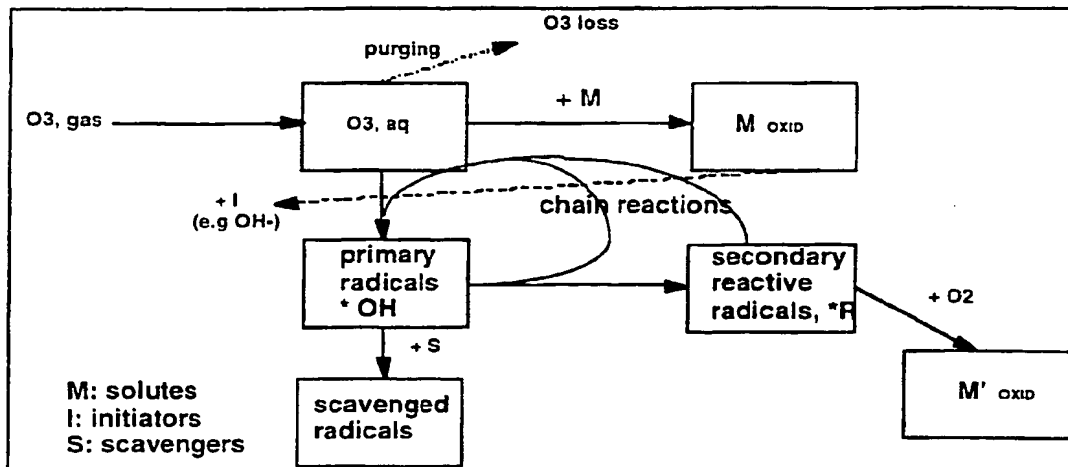 O3 loss
purging
O3, gas
O3, aq
+ M
M OXID
+ I
(e.g OH-)
chain reactions
primary
radicals
* OH
secondary
reactive
radicals, *R
+ O2
+ S
scavenged
radicals
M' OXID
M: solutes
I: initiators
S: scavengers